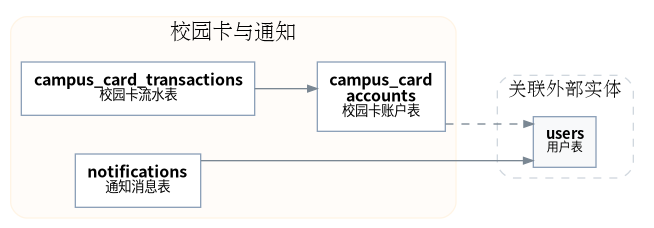 校园卡与通知
campus_card_transactions
校园卡流水表
campus_card
accounts
校园卡账户表
关联外部实体
users
用户表
notifications
通知消息表